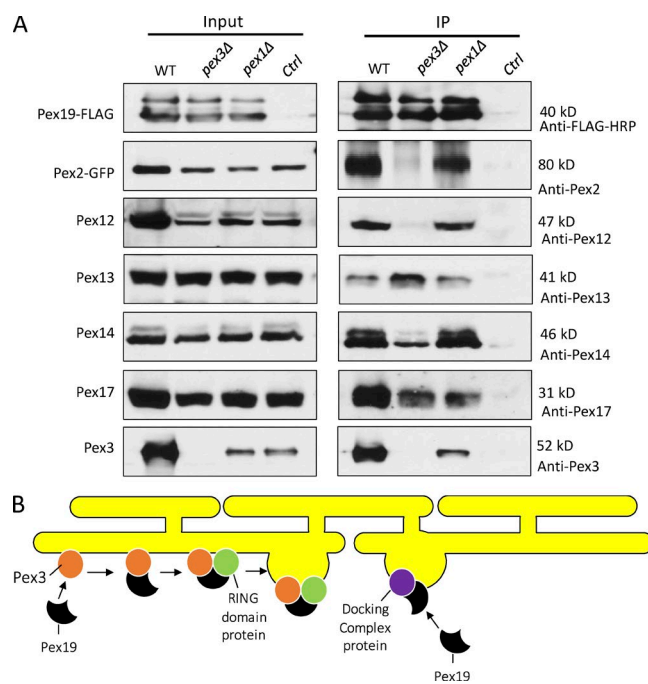 A
Input
IP
WT pex3Δ pex1Δ Ctrl
WT pex3Δ pex1Δ Ctrl
Pex19-FLAG
40 kD
Anti-FLAG-HRP
Pex2-GFP
80 kD
Anti-Pex2
Pex12
47 kD
Anti-Pex12
Pex13
41 kD
Anti-Pex13
Pex14
46 kD
Anti-Pex14
Pex17
31 kD
Anti-Pex17
Pex3
52 kD
Anti-Pex3
B
Pex3
Pex19
RING
domain
protein
Docking
Complex
protein
Pex19